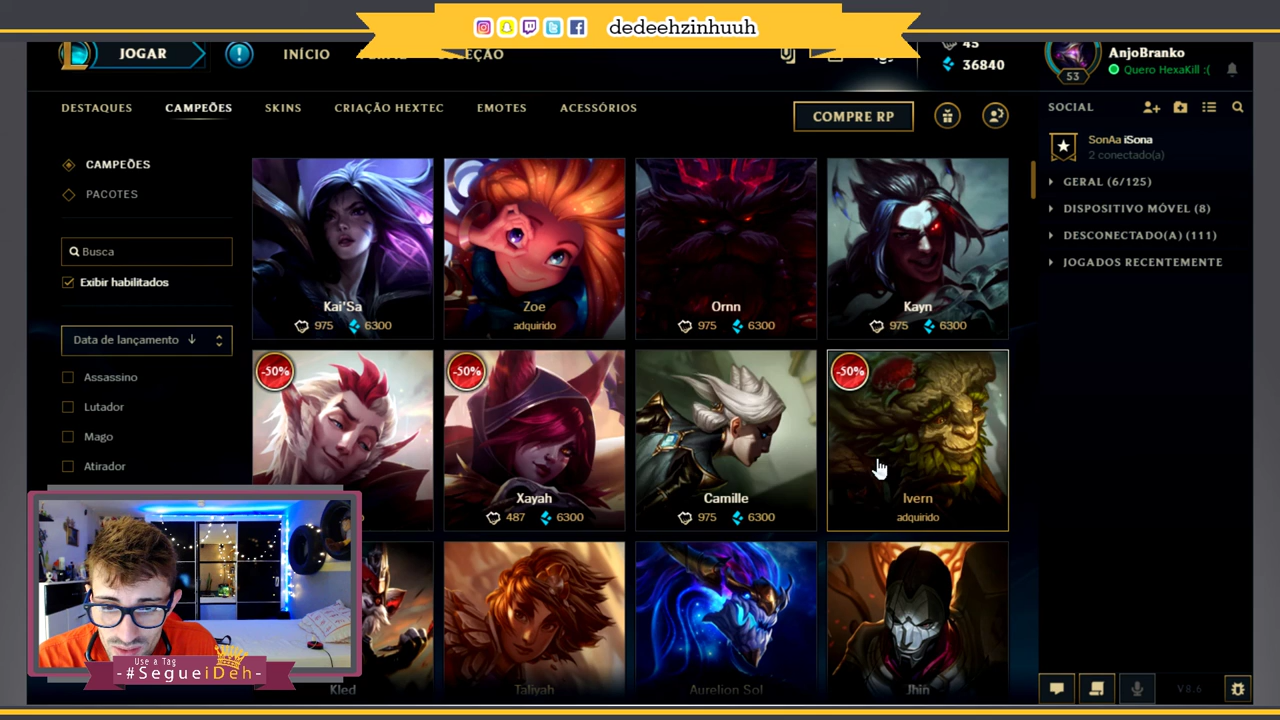 dedeehzinhuuh
JOGAR
INÍCIO
45
36840
53
AnjoBranko
Quero HexaKill :(
DESTAQUES
CAMPEÕES
SKINS
CRIAÇÃO HEXTEC
EMOTES
ACESSÓRIOS
COMPRE RP
SOCIAL
SonAa iSona
2 conectado(a)
GERAL (6/125)
DISPOSITIVO MÓVEL (8)
DESCONECTADO(A) (111)
JOGADOS RECENTEMENTE
CAMPEÕES
PACOTES
Busca
Exibir habilitados
Data de lançamento
Assassino
Lutador
Mago
Atirador
Kai'Sa
975 6300
Zoe
adquirido
Ornn
975 6300
Kayn
975 6300
-50%
-50%
Xayah
487 6300
Camille
975 6300
-50%
Ivern
adquirido
Kled
Taliyah
Aurelion Sol
Jhin
Use a Tag
-#SegueiDeh-
V8.6